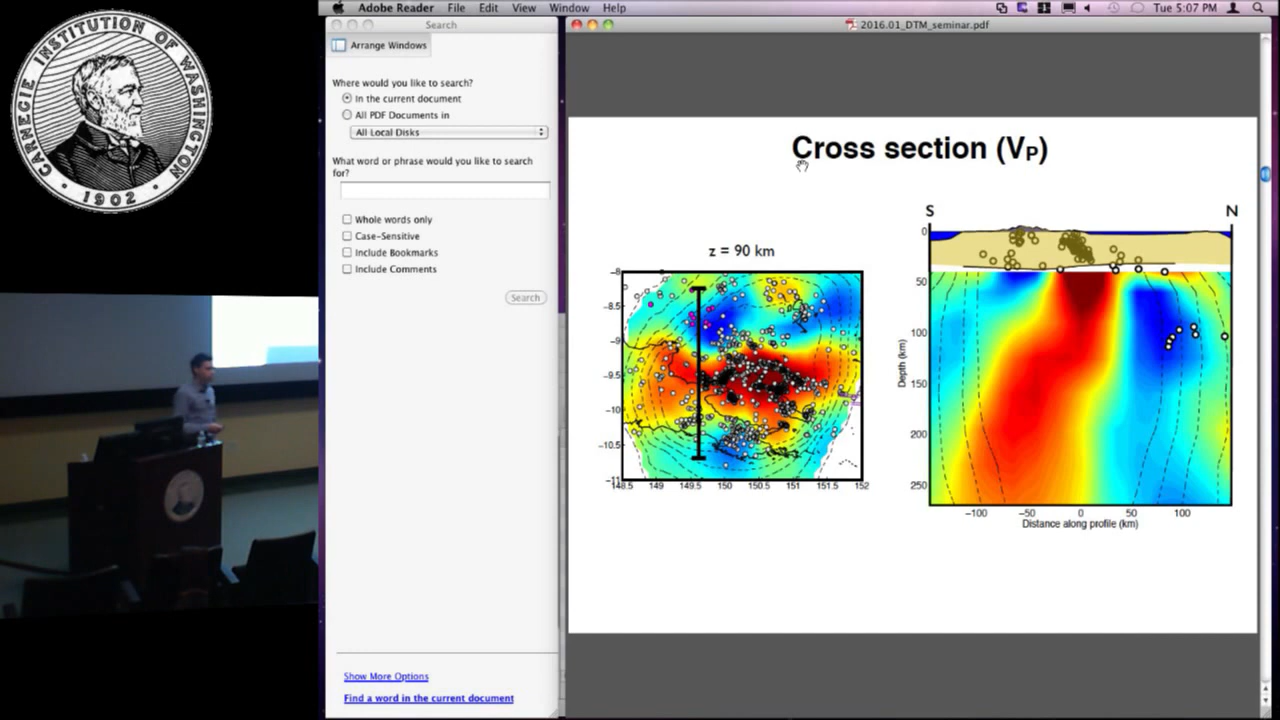 CARNEGIE INSTITUTION OF WASHINGTON
1902
Adobe Reader File Edit View Window Help
Tue 5:07 PM
Search
2016.01_DTM_seminar.pdf
Arrange Windows
Where would you like to search?
In the current document
All PDF Documents in
All Local Disks
What word or phrase would you like to search
for?
Whole words only
Case-Sensitive
Include Bookmarks
Include Comments
Search
Show More Options
Find a word in the current document
Cross section (VP)
z = 90 km
-8
-8.5
-9
-9.5
-10
-10.5
-11
148.5 149 149.5 150 150.5 151 151.5 152
S N
0
50
100
150
200
250
Depth (km)
-100 -50 0 50 100
Distance along profile (km)